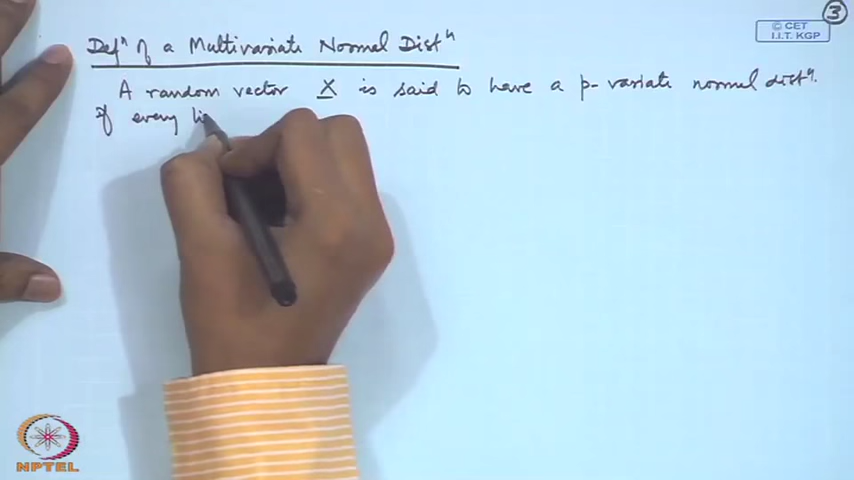 3
© CET
I.I.T. KGP
Defⁿ of a Multivariate Normal Distⁿ
A random vector X is said to have a p-variate normal distⁿ.
if every li
NPTEL